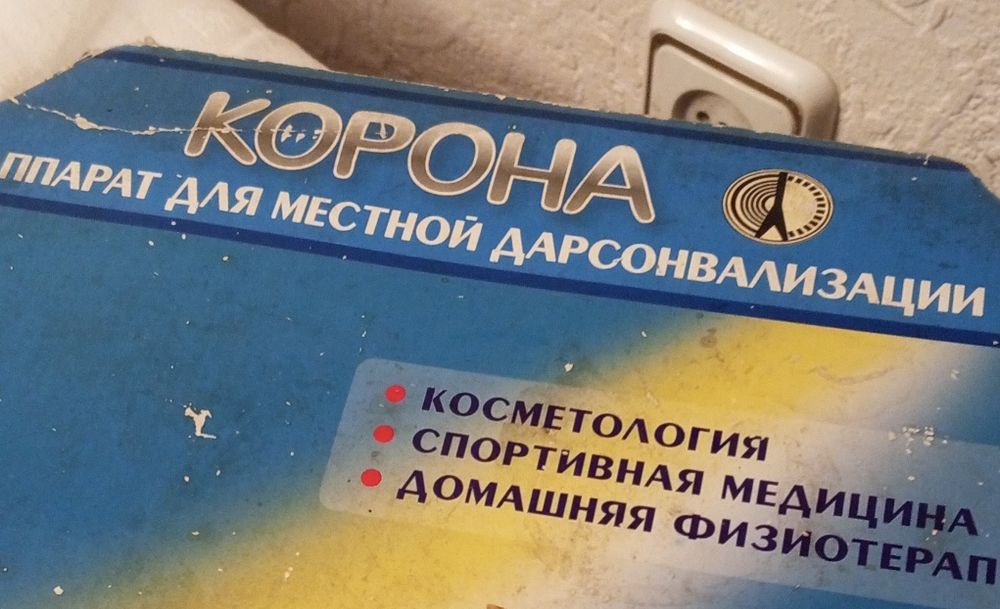 КОРОНА
ППАРАТ ДЛЯ МЕСТНОЙ ДАРСОНВАЛИЗАЦИИ
КОСМЕТОЛОГИЯ
СПОРТИВНАЯ МЕДИЦИНА
ДОМАШНЯЯ ФИЗИОТЕРАП